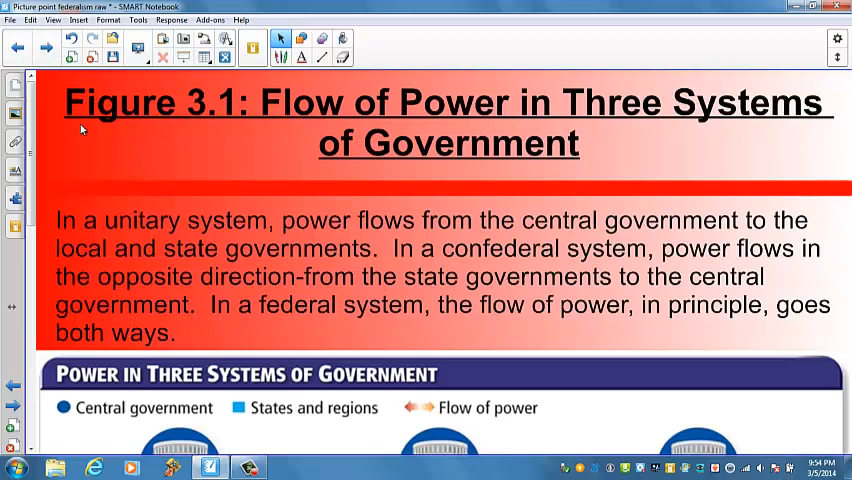 Picture point federalism raw * - SMART Notebook
File Edit View Insert Format Tools Response Add-ons Help
Figure 3.1: Flow of Power in Three Systems
of Government
In a unitary system, power flows from the central government to the
local and state governments. In a confederal system, power flows in
the opposite direction-from the state governments to the central
government. In a federal system, the flow of power, in principle, goes
both ways.
POWER IN THREE SYSTEMS OF GOVERNMENT
Central government States and regions Flow of power
9:54 PM
3/5/2014